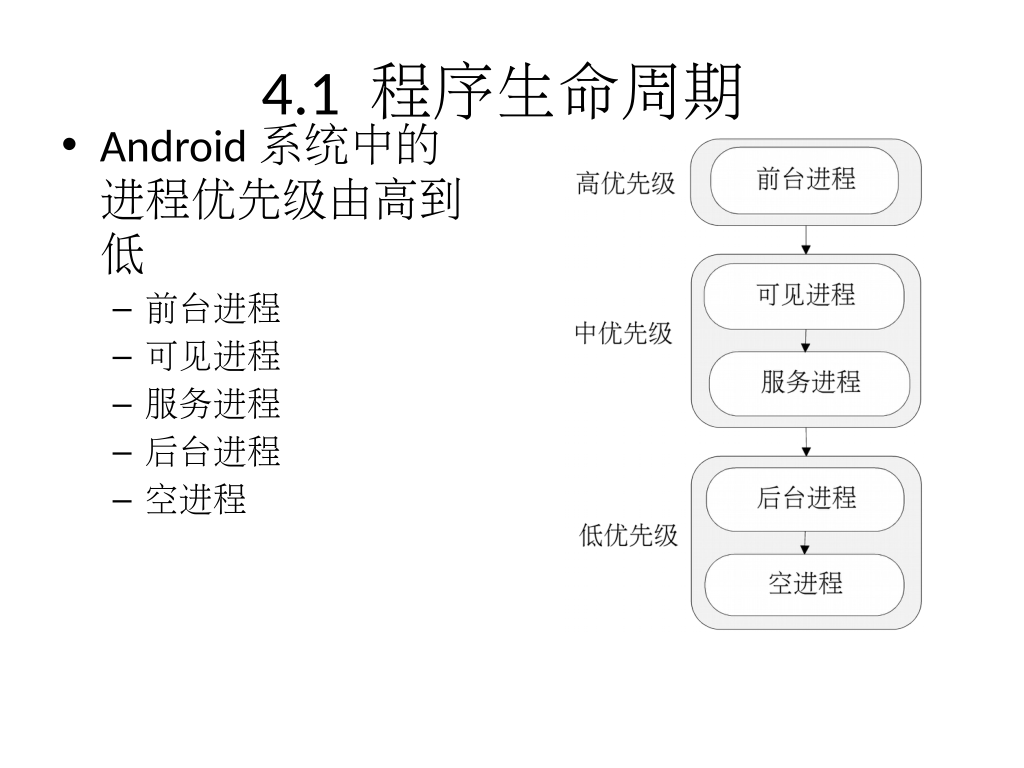 4.1 程序生命周期
• Android 系统中的
进程优先级由高到
低
– 前台进程
– 可见进程
– 服务进程
– 后台进程
– 空进程
高优先级
前台进程
中优先级
可见进程
服务进程
低优先级
后台进程
空进程